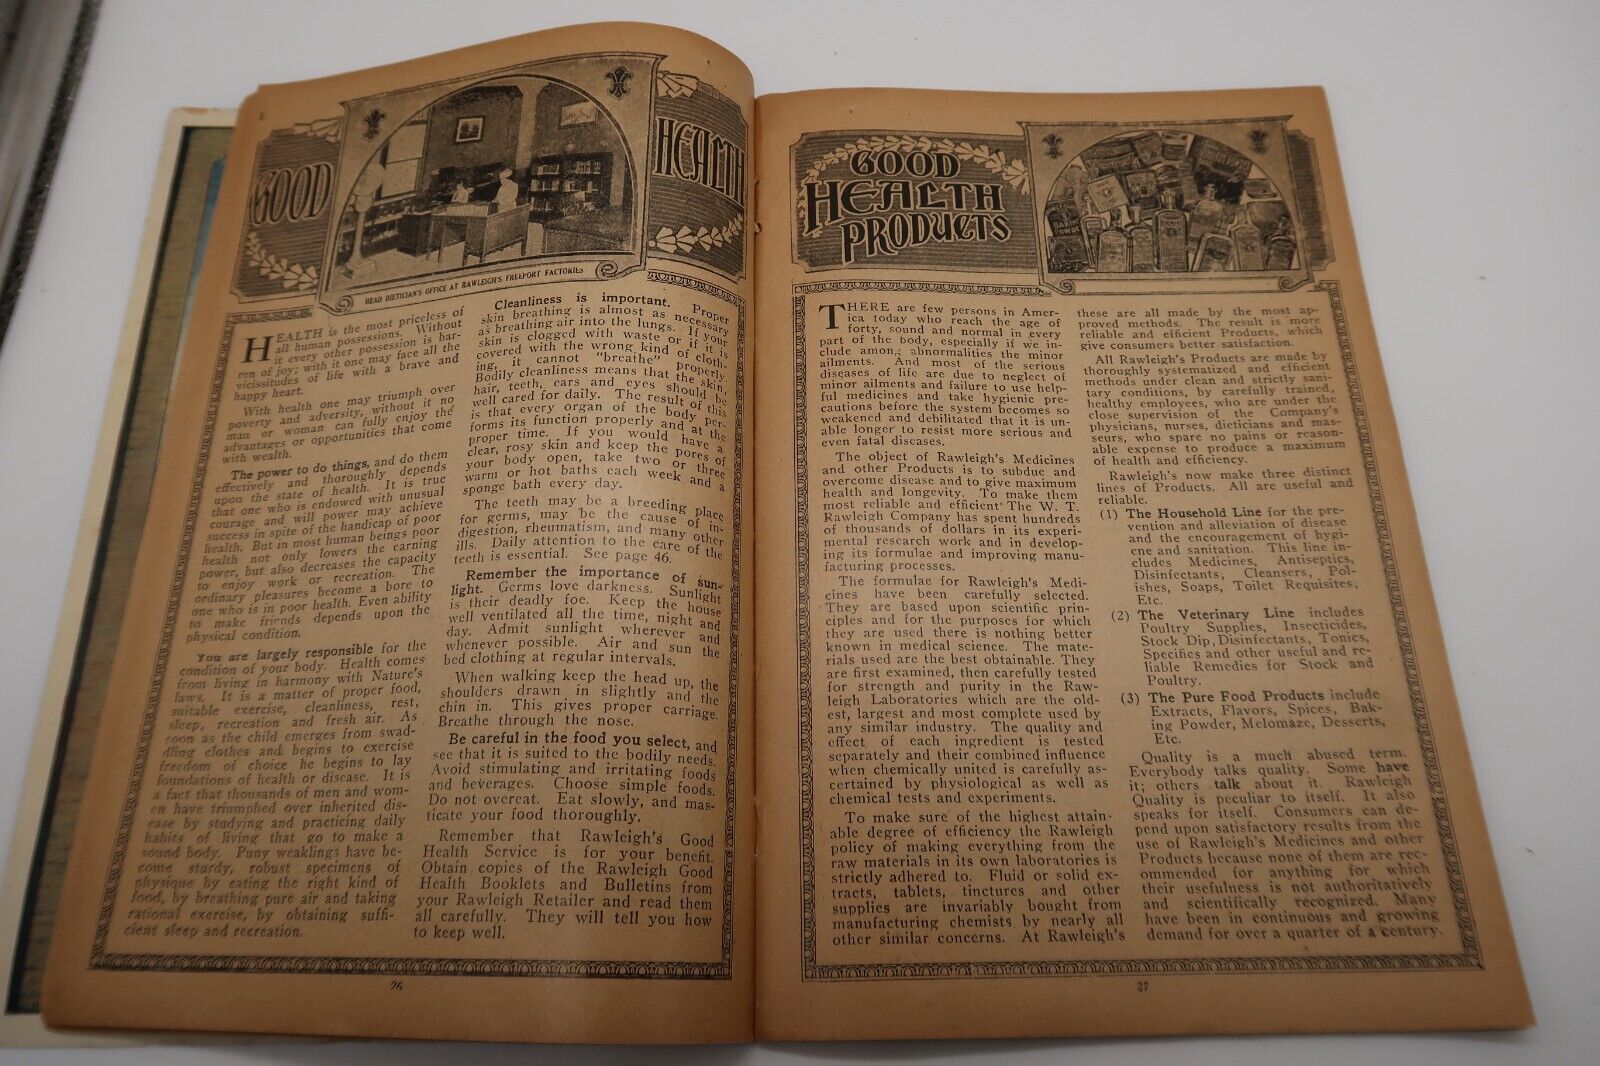 GOOD
HEALTH
HEAD DIETICIAN'S OFFICE AT RAWLEIGH'S FREEPORT FACTORIES
HEALTH is the most priceless of
all human possessions. Without
it every other possession is bar-
ren of joy; with it one may face all the
vicissitudes of life with a brave and
happy heart.
With health one may triumph over
poverty and adversity, without it no
man or woman can fully enjoy the
advantages or opportunities that come
with wealth.
The power to do things, and do them
effectively and thoroughly depends
upon the state of health. It is true
that one who is endowed with unusual
courage and will power may achieve
success in spite of the handicap of poor
health. But in most human beings poor
health not only lowers the earning
power, but also decreases the capacity
to enjoy work or recreation. The
ordinary pleasures become a bore to
one who is in poor health. Even ability
to make friends depends upon the
physical condition.
You are largely responsible for the
condition of your body. Health comes
from living in harmony with Nature's
laws. It is a matter of proper food,
suitable exercise, cleanliness, rest,
sleep, recreation and fresh air. As
soon as the child emerges from swad-
dling clothes and begins to exercise
freedom of choice he begins to lay
foundations of health or disease. It is
a fact that thousands of men and wom-
en have triumphed over inherited dis-
ease by studying and practicing daily
habits of living that go to make a
sound body. Puny weaklings have be-
come sturdy, robust specimens of
physique by eating the right kind of
food, by breathing pure air and taking
rational exercise, by obtaining suffi-
cient sleep and recreation.
Cleanliness is important. Proper
skin breathing is almost as necessary
as breathing air into the lungs. If your
skin is clogged with waste or if it is
covered with the wrong kind of cloth-
ing, it cannot "breathe" properly.
Bodily cleanliness means that the skin,
hair, teeth, ears and eyes should be
well cared for daily. The result of this
is that every organ of the body per-
forms its function properly and at the
proper time. If you would have a
clear, rosy skin and keep the pores of
your body open, take two or three
warm or hot baths each week and a
sponge bath every day.
The teeth may be a breeding place
for germs, may be the cause of in-
digestion, rheumatism, and many other
ills. Daily attention to the care of the
teeth is essential. See page 46.
Remember the importance of sun-
light. Germs love darkness. Sunlight
is their deadly foe. Keep the house
well ventilated all the time, night and
day. Admit sunlight wherever and
whenever possible. Air and sun the
bed clothing at regular intervals.
When walking keep the head up, the
shoulders drawn in slightly and the
chin in. This gives proper carriage.
Breathe through the nose.
Be careful in the food you select, and
see that it is suited to the bodily needs.
Avoid stimulating and irritating foods
and beverages. Choose simple foods.
Do not overeat. Eat slowly, and mas-
ticate your food thoroughly.
Remember that Rawleigh's Good
Health Service is for your benefit.
Obtain copies of the Rawleigh Good
Health Booklets and Bulletins from
your Rawleigh Retailer and read them
all carefully. They will tell you how
to keep well.
26
GOOD
HEALTH
PRODUCTS
THERE are few persons in Amer-
ica today who reach the age of
forty, sound and normal in every
part of the body, especially if we in-
clude among abnormalities the minor
ailments. And most of the serious
diseases of life are due to neglect of
minor ailments and failure to use help-
ful medicines and take hygienic pre-
cautions before the system becomes so
weakened and debilitated that it is un-
able longer to resist more serious and
even fatal diseases.
The object of Rawleigh's Medicines
and other Products is to subdue and
overcome disease and to give maximum
health and longevity. To make them
most reliable and efficient The W. T.
Rawleigh Company has spent hundreds
of thousands of dollars in its experi-
mental research work and in develop-
ing its formulae and improving manu-
facturing processes.
The formulae for Rawleigh's Medi-
cines have been carefully selected.
They are based upon scientific prin-
ciples and for the purposes for which
they are used there is nothing better
known in medical science. The mate-
rials used are the best obtainable. They
are first examined, then carefully tested
for strength and purity in the Raw-
leigh Laboratories which are the old-
est, largest and most complete used by
any similar industry. The quality and
effect of each ingredient is tested
separately and their combined influence
when chemically united is carefully as-
certained by physiological as well as
chemical tests and experiments.
To make sure of the highest attain-
able degree of efficiency the Rawleigh
policy of making everything from the
raw materials in its own laboratories is
strictly adhered to. Fluid or solid ex-
tracts, tablets, tinctures and other
supplies are invariably bought from
manufacturing chemists by nearly all
other similar concerns. At Rawleigh's
these are all made by the most ap-
proved methods. The result is more
reliable and efficient Products, which
give consumers better satisfaction.
All Rawleigh's Products are made by
thoroughly systematized and efficient
methods under clean and strictly sani-
tary conditions, by carefully trained,
healthy employees, who are under the
close supervision of the Company's
physicians, nurses, dieticians and mas-
seurs, who spare no pains or reason-
able expense to produce a maximum
of health and efficiency.
Rawleigh's now make three distinct
lines of Products. All are useful and
reliable.
(1) The Household Line for the pre-
vention and alleviation of disease
and the encouragement of hygi-
ene and sanitation. This line in-
cludes Medicines, Antiseptics,
Disinfectants, Cleansers, Pol-
ishes, Soaps, Toilet Requisites,
Etc.
(2) The Veterinary Line includes
Poultry Supplies, Insecticides,
Stock Dip, Disinfectants, Tonics,
Specifics and other useful and re-
liable Remedies for Stock and
Poultry.
(3) The Pure Food Products include
Extracts, Flavors, Spices, Bak-
ing Powder, Melomaze, Desserts,
Etc.
Quality is a much abused term.
Everybody talks quality. Some have
it; others talk about it. Rawleigh
Quality is peculiar to itself. It also
speaks for itself. Consumers can de-
pend upon satisfactory results from the
use of Rawleigh's Medicines and other
Products because none of them are rec-
ommended for anything for which
their usefulness is not authoritatively
and scientifically recognized. Many
have been in continuous and growing
demand for over a quarter of a century.
27